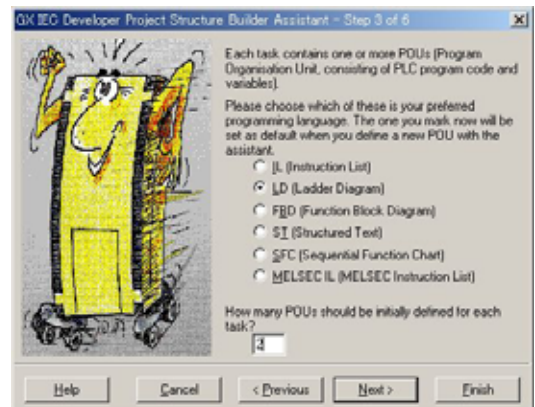 GX IEC Developer Project Structure Builder Assistant - Step 3 of 6
Each task contains one or more POUs (Program
Organisation Unit, consisting of PLC program code and
variables).
Please choose which of these is your preferred
programming language. The one you mark now will be
set as default when you define a new POU with the
assistant.
IL (Instruction List)
LD (Ladder Diagram)
FBD (Function Block Diagram)
ST (Structured Text)
SFC (Sequential Function Chart)
MELSEC IL (MELSEC Instruction List)
How many POUs should be initially defined for each
task?
2
Help
Cancel
< Previous
Next >
Finish